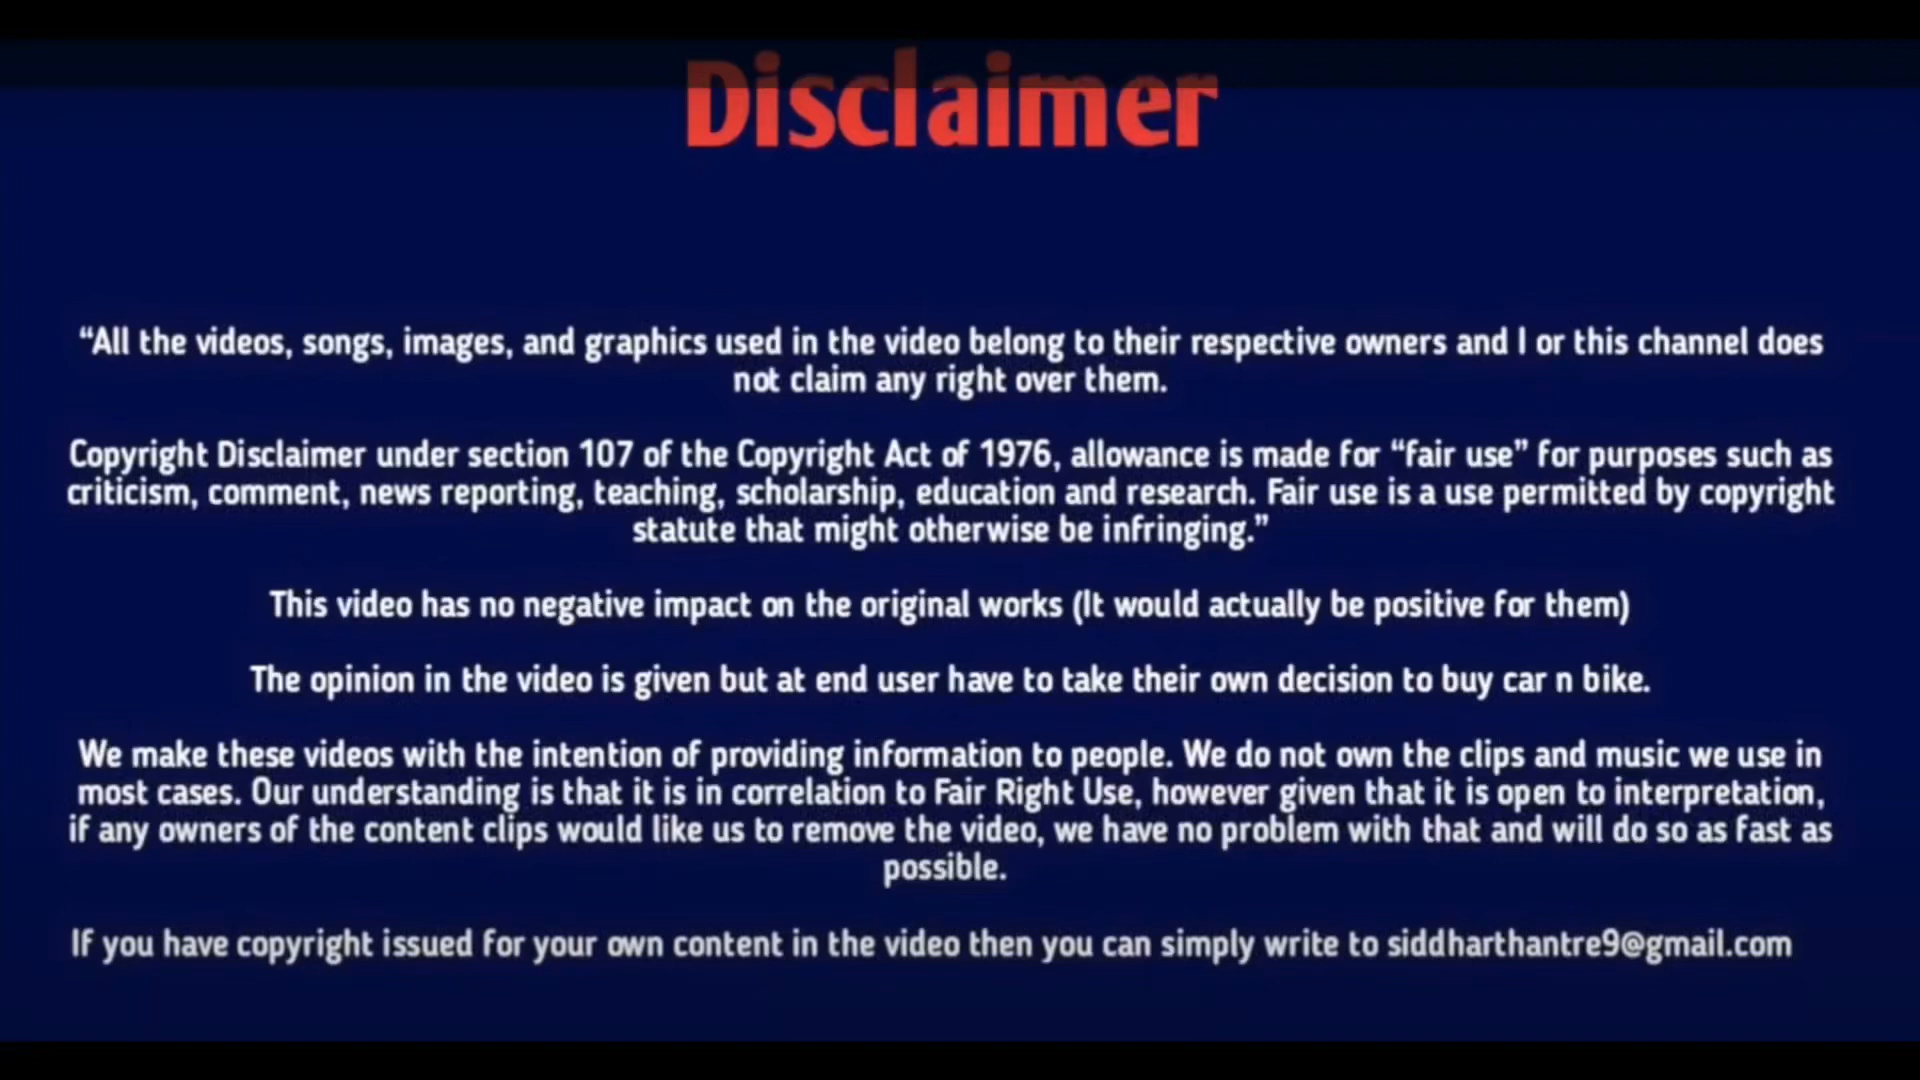 Disclaimer
“All the videos, songs, images, and graphics used in the video belong to their respective owners and I or this channel does
not claim any right over them.
Copyright Disclaimer under section 107 of the Copyright Act of 1976, allowance is made for “fair use” for purposes such as
criticism, comment, news reporting, teaching, scholarship, education and research. Fair use is a use permitted by copyright
statute that might otherwise be infringing.”
This video has no negative impact on the original works (It would actually be positive for them)
The opinion in the video is given but at end user have to take their own decision to buy car n bike.
We make these videos with the intention of providing information to people. We do not own the clips and music we use in
most cases. Our understanding is that it is in correlation to Fair Right Use, however given that it is open to interpretation,
if any owners of the content clips would like us to remove the video, we have no problem with that and will do so as fast as
possible.
If you have copyright issued for your own content in the video then you can simply write to siddharthantre9@gmail.com